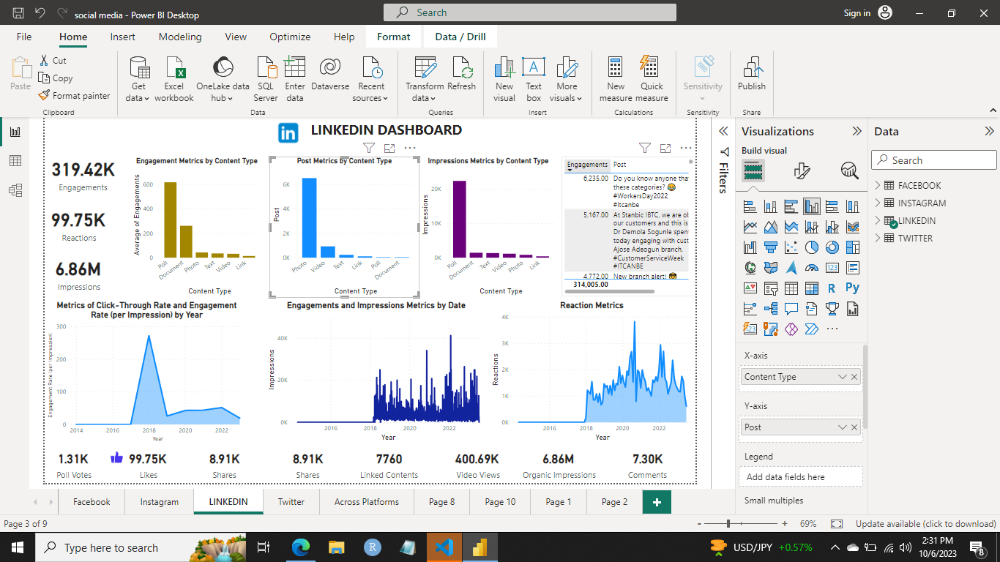 social media - Power BI Desktop
Search
Sign in
File Home Insert Modeling View Optimize Help Format Data / Drill
Paste
Cut
Copy
Format painter
Clipboard
Get data
Excel workbook
OneLake data hub
SQL Server
Enter data
Dataverse
Recent sources
Data
Transform data
Refresh
Queries
New visual
Text box
More visuals
Insert
New measure
Quick measure
Calculations
Sensitivity
Sensitivity
Publish
Share
in LINKEDIN DASHBOARD
319.42K
Engagements
99.75K
Reactions
6.86M
Impressions
Engagement Metrics by Content Type
Average of Engagements
600
400
200
0
Poll Document Photo Text Video Link
Content Type
Post Metrics by Content Type
Post
6K
4K
2K
0K
Photo Video Text Link Poll Document
Content Type
Impressions Metrics by Content Type
Impressions
20K
10K
0K
Poll Document Text Video Photo Link
Content Type
Engagements Post
6,235.00 Do you know anyone tha
these categories? 😂
#WorkersDay2022
#itcanbe
5,167.00 At Stanbic IBTC, we are ob
our customers and this is
Dr Demola Sogunle spen
today engaging with cust
Ajose Adeogun branch.
#CustomerServiceWeek
#ITCANBE
4,772.00 New branch alert! 😎
314,005.00
Metrics of Click-Through Rate and Engagement
Rate (per Impression) by Year
Engagement Rate (per Impression)
300
200
100
0
2014 2016 2018 2020 2022
Year
Engagements and Impressions Metrics by Date
Impressions
40K
20K
0K
2016 2018 2020 2022
Year
Reaction Metrics
Reactions
4K
3K
2K
1K
0K
2016 2018 2020 2022
Year
1.31K
Poll Votes
99.75K
Likes
8.91K
Shares
8.91K
Shares
7760
Linked Contents
400.69K
Video Views
6.86M
Organic Impressions
7.30K
Comments
Filters
Visualizations
Build visual
R Py
123
X-axis
Content Type
Y-axis
Post
Legend
Add data fields here
Small multiples
Data
Search
FACEBOOK
INSTAGRAM
LINKEDIN
TWITTER
Facebook Instagram LINKEDIN Twitter Across Platforms Page 8 Page 10 Page 1 Page 2 +
Page 3 of 9
- + 69% Update available (click to download)
Type here to search
USD/JPY +0.57%
2:31 PM
10/6/2023
8